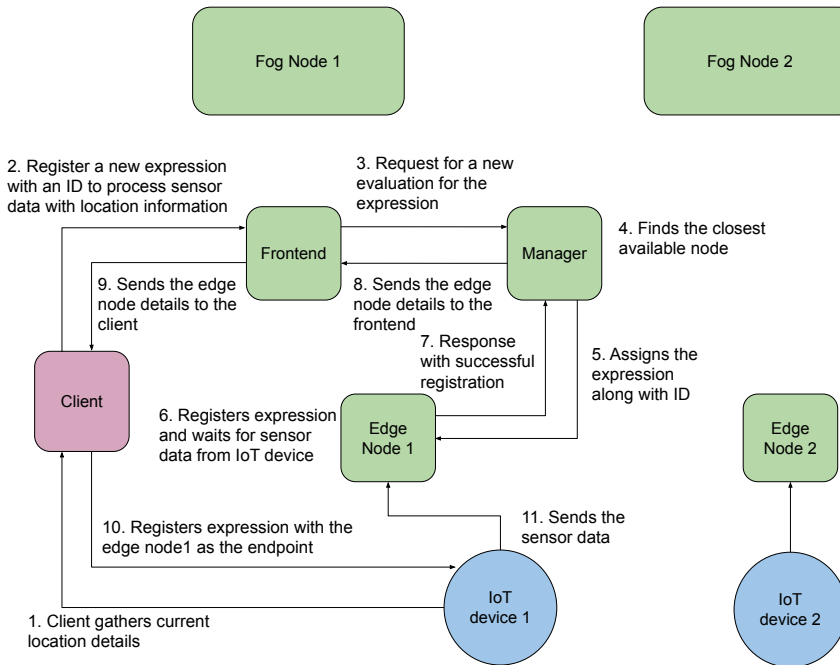 Fog Node 1
Fog Node 2
2. Register a new expression
with an ID to process sensor
data with location information
3. Request for a new
evaluation for the
expression
Frontend
Manager
4. Finds the closest
available node
9. Sends the edge
node details to the
client
8. Sends the edge
node details to the
frontend
7. Response
with successful
registration
5. Assigns the
expression
along with ID
Client
6. Registers expression
and waits for sensor
data from IoT device
Edge
Node 1
Edge
Node 2
10. Registers expression with the
edge node1 as the endpoint
11. Sends the
sensor data
IoT
device 1
IoT
device 2
1. Client gathers current
location details